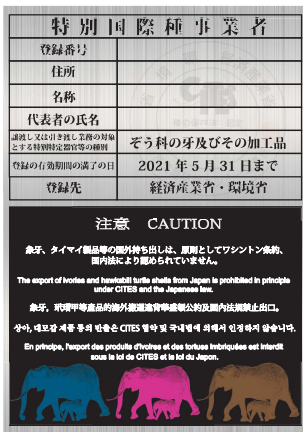 特別国際種事業者
登録番号
住所
名称
代表者の氏名
譲渡し又は引き渡し業務の対象
とする特別特定器官等の種別
ぞう科の牙及びその加工品
登録の有効期間の満了の日
2021年5月31日まで
登録先
経済産業省・環境省
注意 CAUTION
象牙、タイマイ製品等の国外持ち出しは、原則としてワシントン条約、
国内法により認められていません。
The export of ivories and hawksbill turtle shells from Japan is prohibited in principle
under CITES and the Japanese law.
象牙，玳瑁甲等產品的海外搬運違背華盛頓公約及國內法規禁止出口。
상아, 대모갑 제품 등의 반출은 CITES 협약 및 국내법에 의해서 인정하지 않습니다.
En principe, l'export des produits d'ivoires et des tortues imbriquées est interdit
sous la loi de CITES et la loi du Japon.